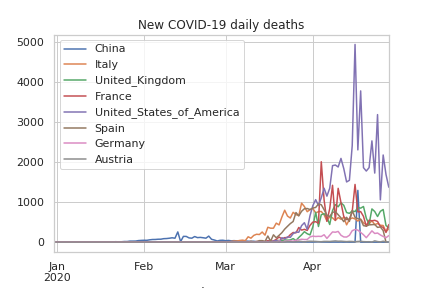 New COVID-19 daily deaths
5000
4000
3000
2000
1000
0
China
Italy
United_Kingdom
France
United_States_of_America
Spain
Germany
Austria
Jan
2020
Feb
Mar
Apr